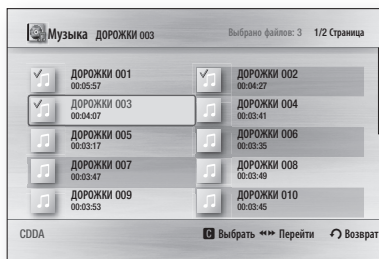 Музыка ДОРОЖКИ 003 Выбрано файлов: 3 1/2 Страница
ДОРОЖКИ 001
00:05:57
ДОРОЖКИ 002
00:04:27
ДОРОЖКИ 003
00:04:07
ДОРОЖКИ 004
00:03:41
ДОРОЖКИ 005
00:03:17
ДОРОЖКИ 006
00:03:35
ДОРОЖКИ 007
00:03:47
ДОРОЖКИ 008
00:03:49
ДОРОЖКИ 009
00:03:53
ДОРОЖКИ 010
00:03:45
CDDA C Выбрать Перейти Возврат